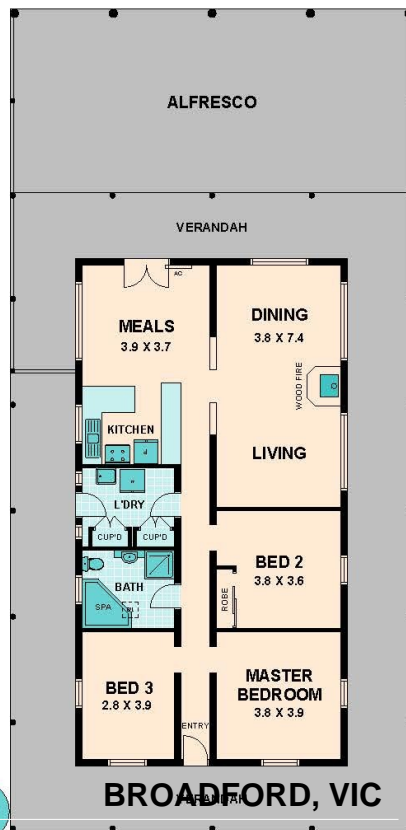 ALFRESCO
VERANDAH
AC
MEALS
3.9 X 3.7
DINING
3.8 X 7.4
WOOD FIRE
KITCHEN
LIVING
L'DRY
CUP'D
CUP'D
BED 2
3.8 X 3.6
BATH
ROBE
SPA
BED 3
2.8 X 3.9
MASTER
BEDROOM
3.8 X 3.9
ENTRY
VERANDAH
BROADFORD, VIC